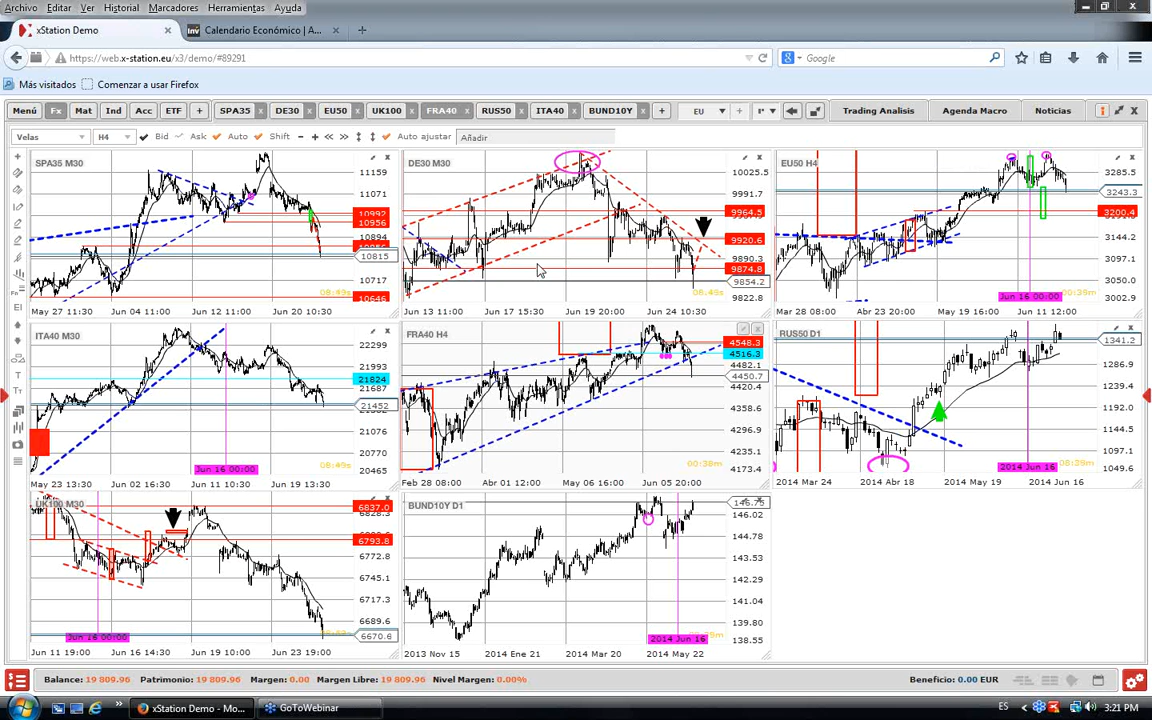 Archivo Editar Ver Historial Marcadores Herramientas Ayuda
xStation Demo × Calendario Económico | A... × +
https://web.x-station.eu/x3/demo/#89291 Google
Más visitados Comenzar a usar Firefox
Menú Fx Mat Ind Acc ETF + SPA35 x DE30 x EU50 x UK100 x FRA40 x RUS50 x ITA40 x BUND10Y x + EU Trading Analisis Agenda Macro Noticias
Velas H4 Bid Ask Auto Shift Auto ajustar Añadir
SPA35 M30
11159
11071
10992
10956
10894
10815
10717
10646
May 27 11:30 Jun 04 11:00 Jun 12 11:30 Jun 20 10:30
DE30 M30
10025.5
9991.7
9964.5
9920.6
9890.3
9874.8
9854.2
9822.8
Jun 13 11:00 Jun 17 15:30 Jun 19 20:00 Jun 24 10:30
EU50 H4
3285.5
3243.3
3200.4
3144.2
3097.1
3050.0
3002.9
Jun 16 00:00
Mar 28 08:00 Abr 23 20:00 May 19 16:00 Jun 11 12:00
ITA40 M30
22299
21993
21824
21687
21452
21076
20770
20465
Jun 16 00:00
May 23 13:30 Jun 02 16:30 Jun 11 10:30 Jun 19 13:30
FRA40 H4
4548.3
4516.3
4482.1
4450.7
4420.4
4358.8
4296.9
4235.1
4173.4
Feb 28 08:00 Abr 01 12:00 May 06 16:00 Jun 05 20:00
RUS50 D1
1341.2
1286.9
1239.4
1192.0
1144.5
1097.1
1049.6
2014 Jun 16
2014 Mar 24 2014 Abr 18 2014 May 19 2014 Jun 16
UK100 M30
6837.0
6793.8
6772.8
6745.1
6717.3
6689.6
6670.6
Jun 16 00:00
Jun 11 19:00 Jun 16 14:30 Jun 19 10:00 Jun 23 19:00
BUND10Y D1
146.75
146.02
144.78
143.53
142.29
141.04
139.80
138.55
2014 Jun 16
2013 Nov 15 2014 Ene 21 2014 Mar 20 2014 May 22
Balance: 19 809.96 Patrimonio: 19 809.96 Margen: 0.00 Margen Libre: 19 809.96 Nivel Margen: 0.00% Beneficio: 0.00 EUR
xStation Demo - Mo... GoToWebinar ES 3:21 PM